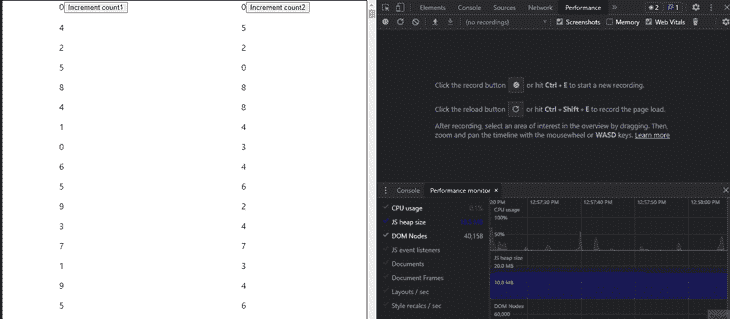 0 Increment count1 0 Increment count2
4 5
2 2
5 0
8 8
4 8
1 4
0 3
6 4
5 6
9 2
3 4
7 7
1 3
9 4
5 6
Elements Console Sources Network Performance » 2 1
(no recordings) Screenshots Memory Web Vitals
Click the record button or hit Ctrl + E to start a new recording.
Click the reload button or hit Ctrl + Shift + E to record the page load.
After recording, select an area of interest in the overview by dragging. Then,
zoom and pan the timeline with the mousewheel or WASD keys. Learn more
Console Performance monitor
CPU usage
JS heap size
DOM Nodes 40,158
JS event listeners
Documents
Document Frames
Layouts / sec
Style recalcs / sec
00 PM 12:57:30 PM 12:57:40 PM 12:57:50 PM 12:58:00 PM
CPU usage
100%
50%
JS heap size
20.0 MB
10.0 MB
DOM Nodes
60,000